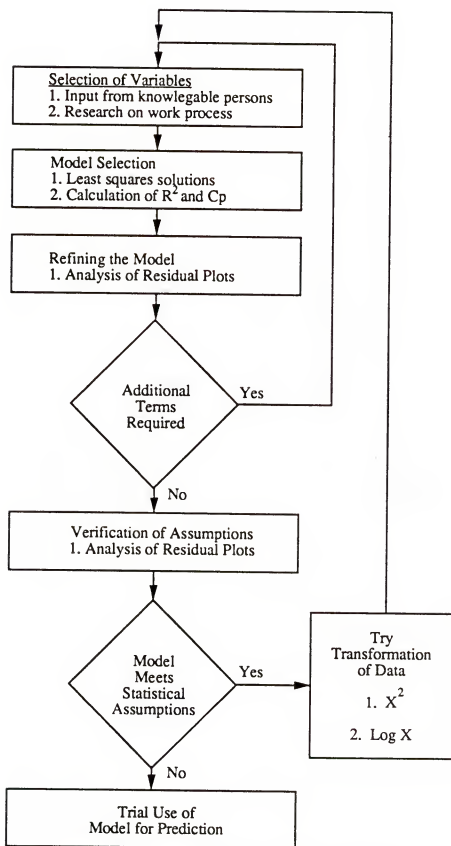 Selection of Variables
1. Input from knowlegable persons
2. Research on work process
Model Selection
1. Least squares solutions
2. Calculation of R² and Cp
Refining the Model
1. Analysis of Residual Plots
Additional
Terms
Required
Yes
No
Verification of Assumptions
1. Analysis of Residual Plots
Model
Meets
Statistical
Assumptions
Yes
Try
Transformation
of Data
1. X²
2. Log X
No
Trial Use of
Model for Prediction